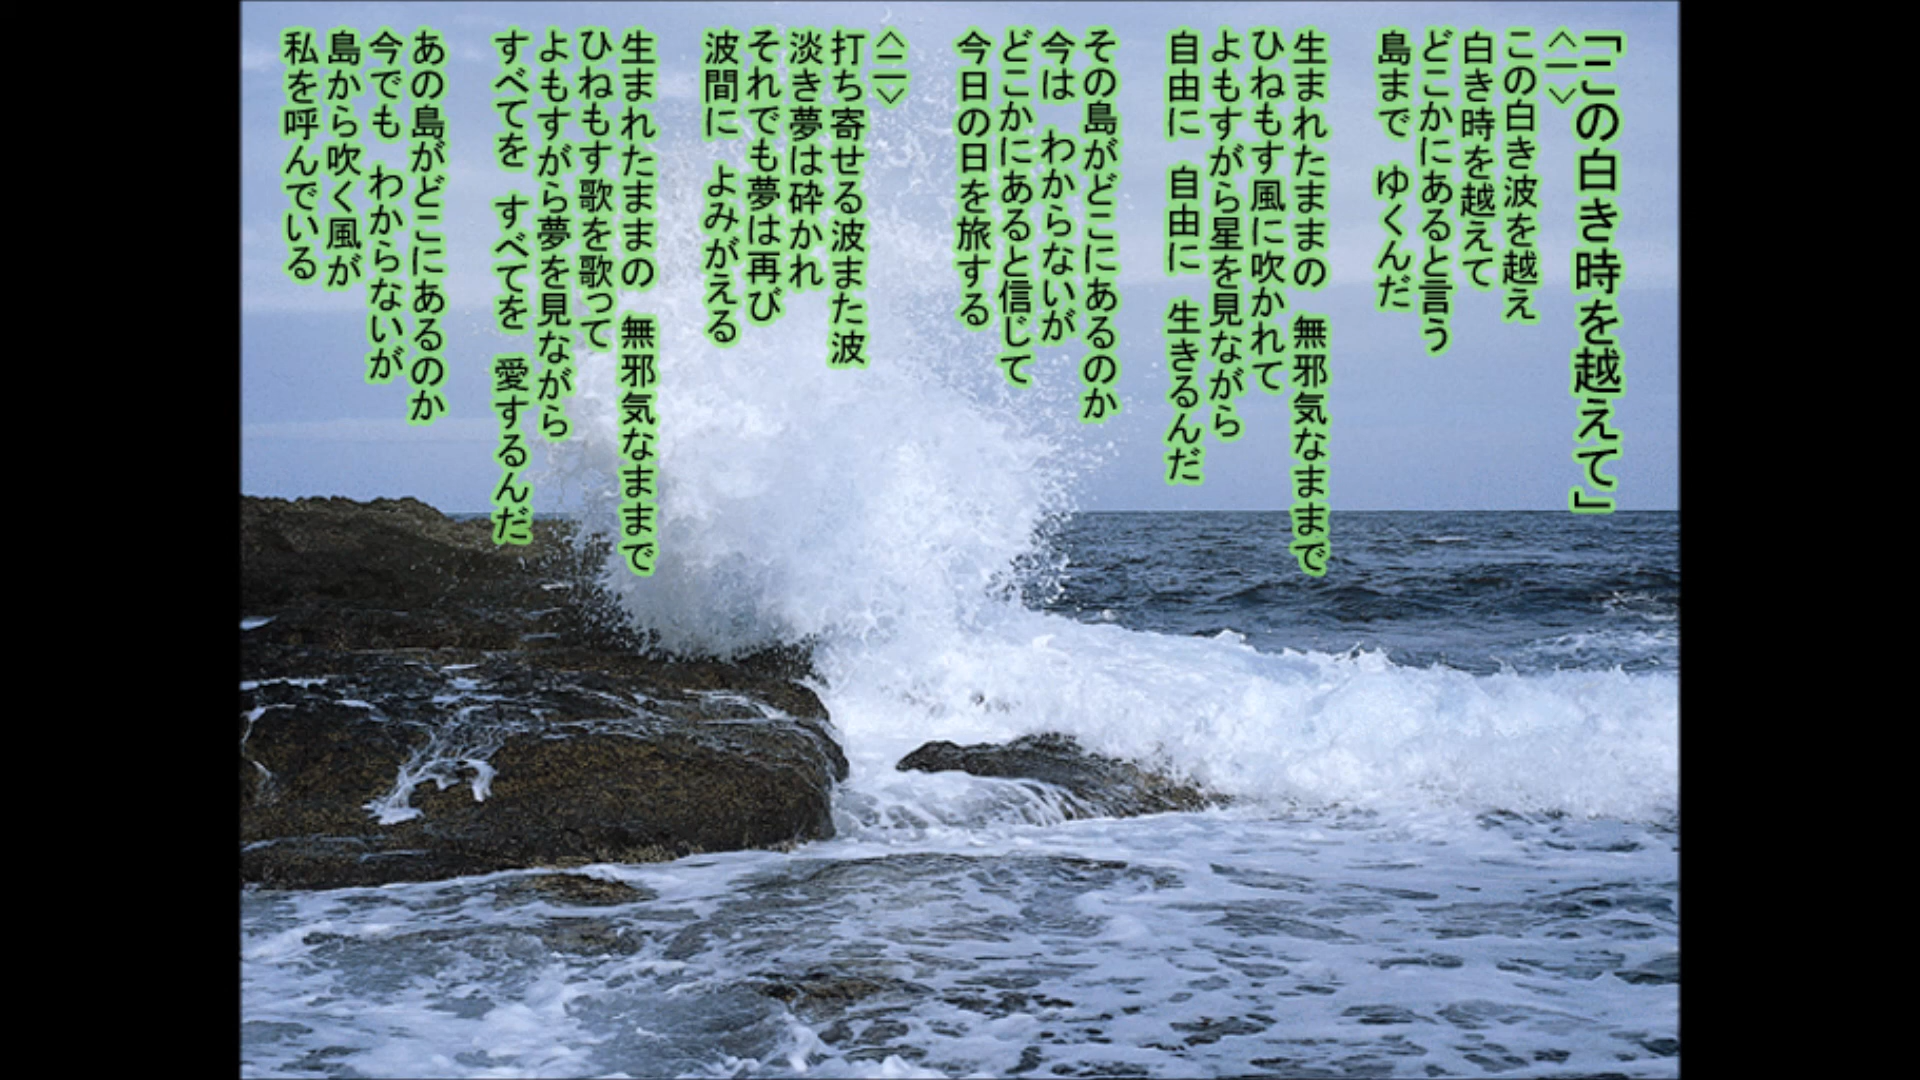 「この白き時を越えて」
〈一〉
この白き波を越え
白き時を越えて
どこかにあると言う
島まで　ゆくんだ
生まれたままの　無邪気なままで
ひねもす風に吹かれて
よもすがら星を見ながら
自由に　自由に　生きるんだ
その島がどこにあるのか
今は　わからないが
どこかにあると信じて
今日の日を旅する
〈二〉
打ち寄せる波また波
淡き夢は砕かれ
それでも夢は再び
波間に　よみがえる
生まれたままの　無邪気なままで
ひねもす歌を歌って
よもすがら夢を見ながら
すべてを　すべてを　愛するんだ
あの島がどこにあるのか
今でも　わからないが
島から吹く風が
私を呼んでいる